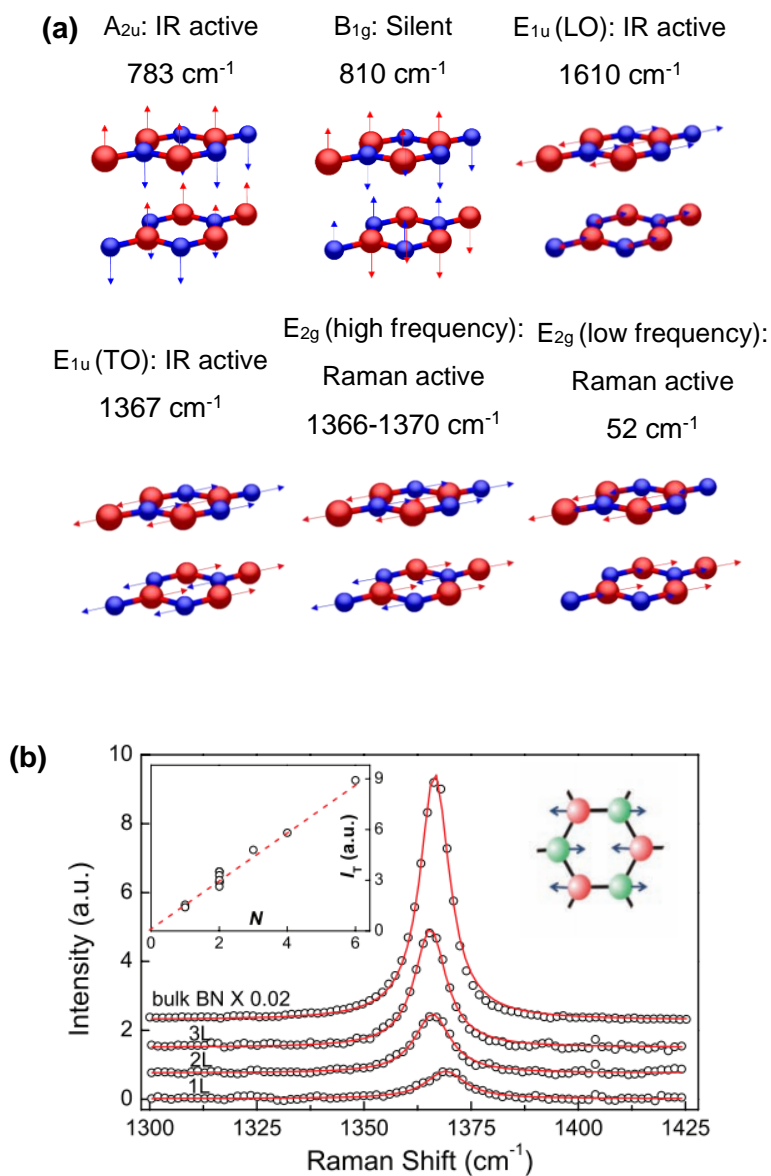 (a) A₂ᵤ: IR active B₁g: Silent E₁ᵤ (LO): IR active
783 cm⁻¹ 810 cm⁻¹ 1610 cm⁻¹
E₁ᵤ (TO): IR active E₂g (high frequency): E₂g (low frequency):
1367 cm⁻¹ Raman active Raman active
1366-1370 cm⁻¹ 52 cm⁻¹
(b)
10
8
6
4
2
0
Intensity (a.u.)
9
6
3
0
I_T (a.u.)
0 2 4 6
N
bulk BN X 0.02
3L
2L
1L
1300 1325 1350 1375 1400 1425
Raman Shift (cm⁻¹)